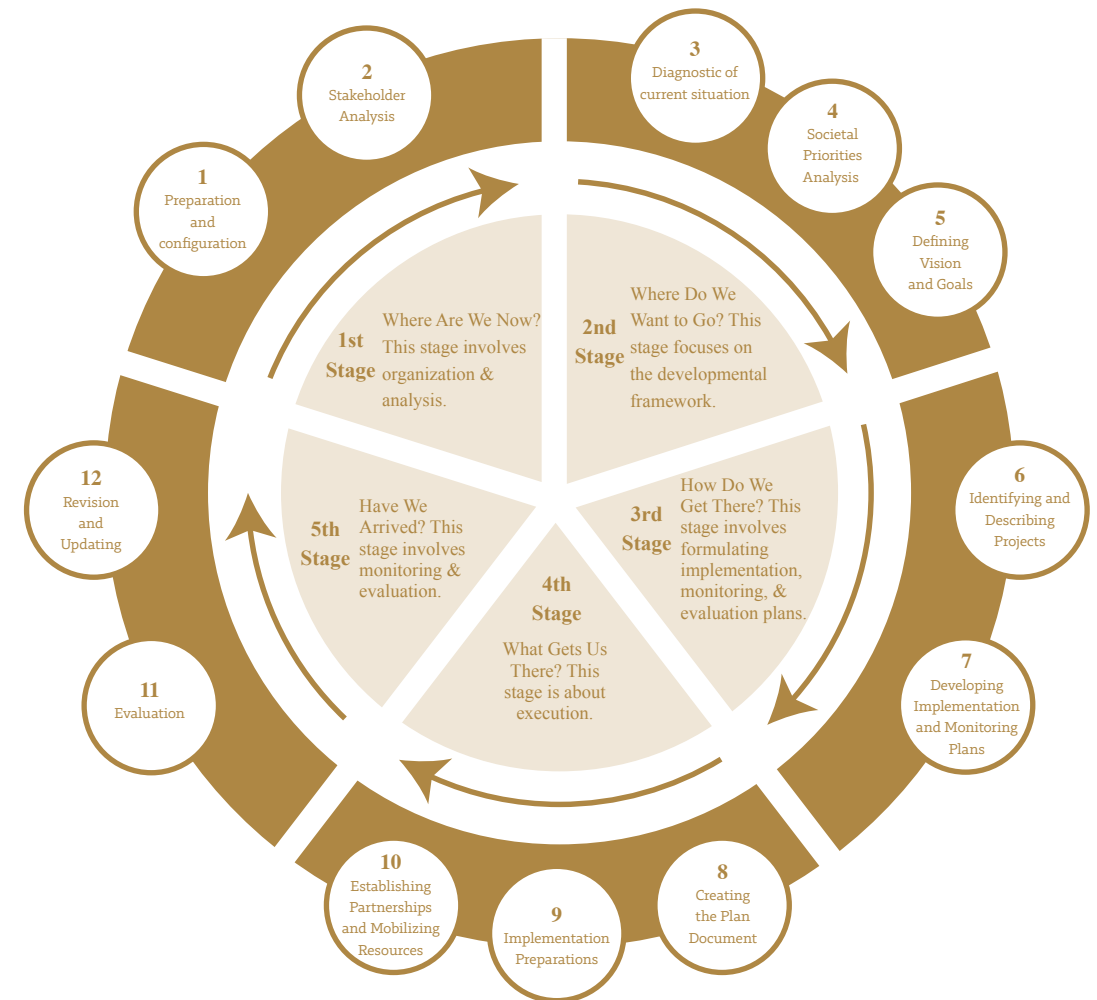 1
Preparation
and
configuration
2
Stakeholder
Analysis
3
Diagnostic of
current situation
4
Societal
Priorities
Analysis
5
Defining
Vision
and Goals
6
Identifying and
Describing
Projects
7
Developing
Implementation
and Monitoring
Plans
8
Creating
the Plan
Document
9
Implementation
Preparations
10
Establishing
Partnerships
and Mobilizing
Resources
11
Evaluation
12
Revision
and
Updating
1st
Stage
Where Are We Now?
This stage involves
organization &
analysis.
2nd
Stage
Where Do We
Want to Go? This
stage focuses on
the developmental
framework.
3rd
Stage
How Do We
Get There? This
stage involves
formulating
implementation,
monitoring, &
evaluation plans.
4th
Stage
What Gets Us
There? This
stage is about
execution.
5th
Stage
Have We
Arrived? This
stage involves
monitoring &
evaluation.